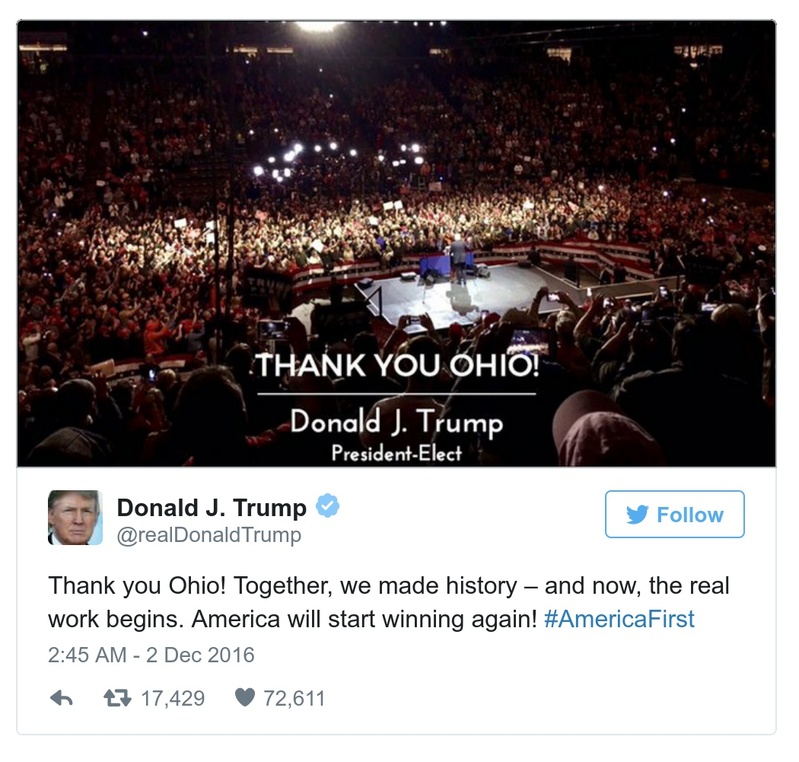 THANK YOU OHIO!
Donald J. Trump
President-Elect
Donald J. Trump
@realDonaldTrump
Follow
Thank you Ohio! Together, we made history – and now, the real
work begins. America will start winning again! #AmericaFirst
2:45 AM - 2 Dec 2016
17,429 72,611